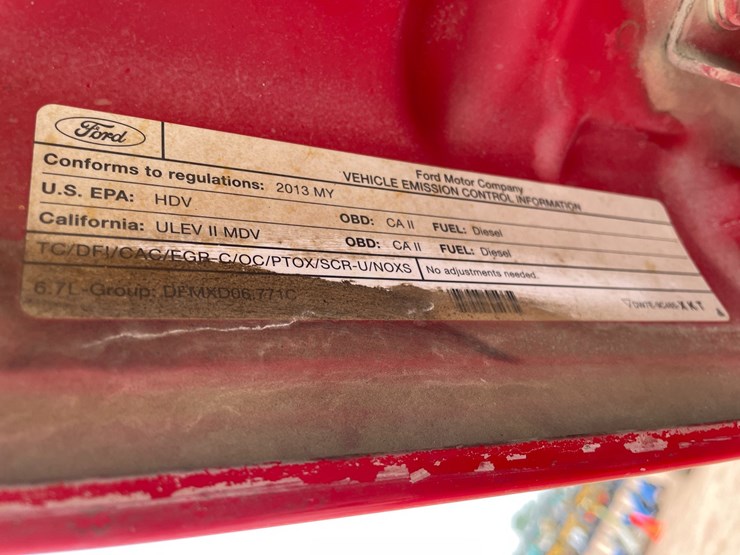 Ford
Ford Motor Company
VEHICLE EMISSION CONTROL INFORMATION
Conforms to regulations: 2013 MY
U.S. EPA: HDV OBD: CA II FUEL: Diesel
California: ULEV II MDV OBD: CA II FUEL: Diesel
TC/DFI/CAC/EGR-C/OC/PTOX/SCR-U/NOXS No adjustments needed.
6.7L-Group: DFMXD06.771C
ZKT